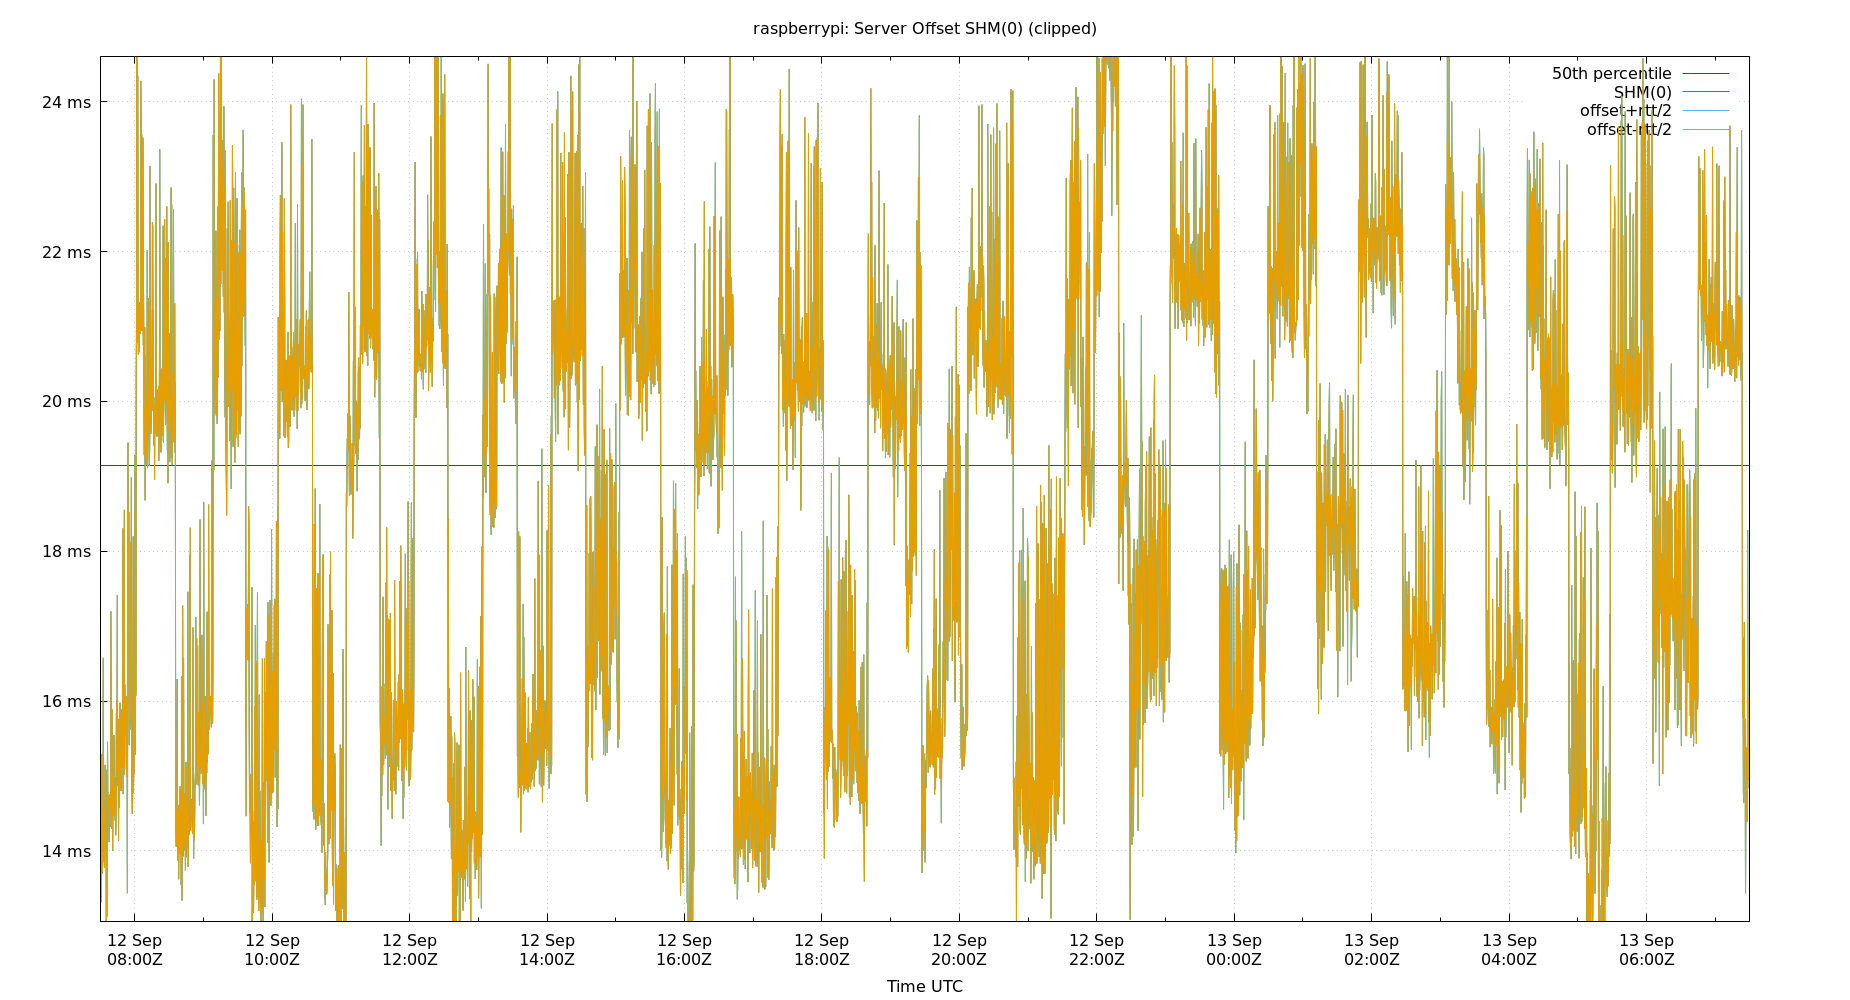 raspberrypi: Server Offset SHM(0) (clipped)
50th percentile
SHM(0)
offset+rtt/2
offset-rtt/2
24 ms
22 ms
20 ms
18 ms
16 ms
14 ms
12 Sep 12 Sep 12 Sep 12 Sep 12 Sep 12 Sep 12 Sep 12 Sep 13 Sep 13 Sep 13 Sep 13 Sep
08:00Z 10:00Z 12:00Z 14:00Z 16:00Z 18:00Z 20:00Z 22:00Z 00:00Z 02:00Z 04:00Z 06:00Z
Time UTC